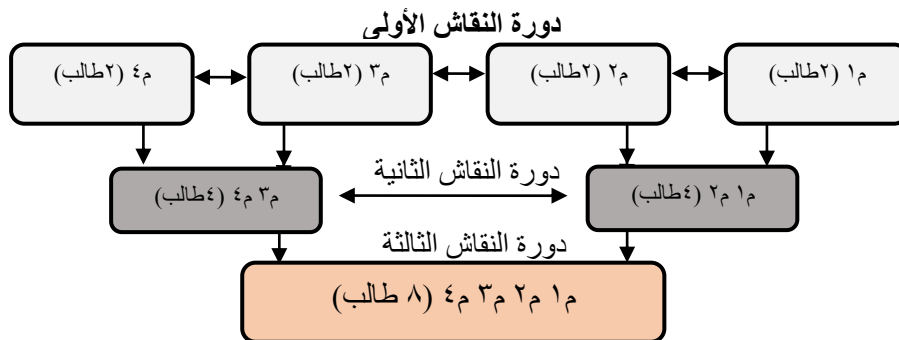 دورة النقاش الأولى
م١ (٢طالب)
م٢ (٢طالب)
م٣ (٢طالب)
م٤ (٢طالب)
دورة النقاش الثانية
م١ م٢ (٤طالب)
م٣ م٤ (٤طالب)
دورة النقاش الثالثة
م١ م٢ م٣ م٤ (٨ طالب)